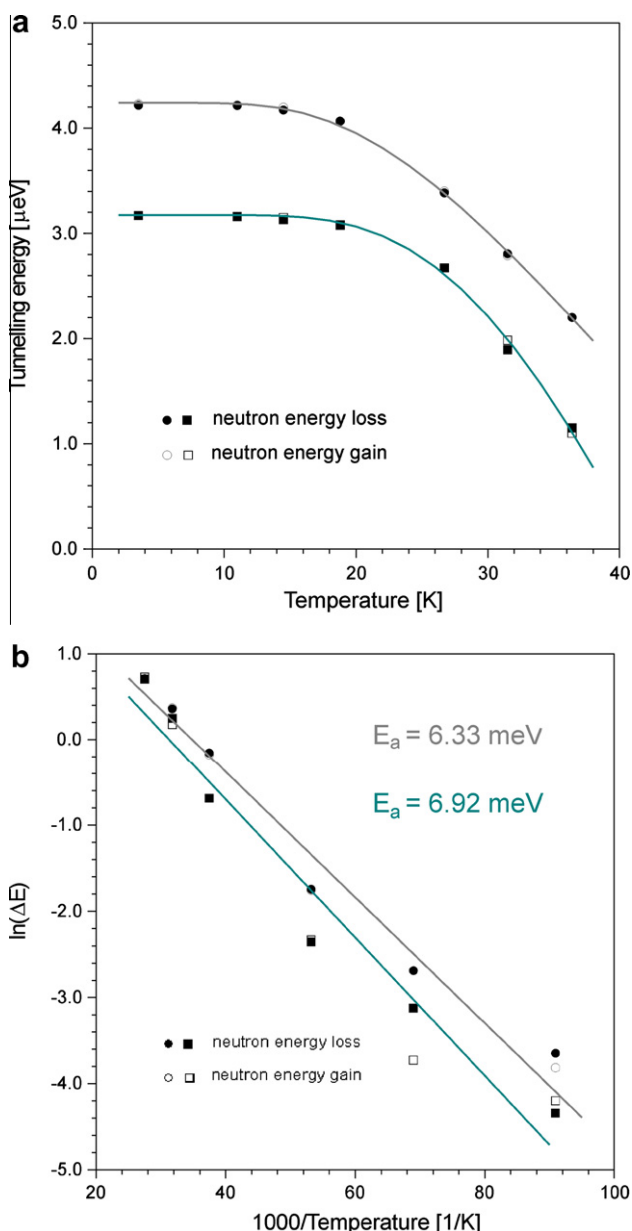 a
5.0
4.0
3.0
2.0
1.0
0.0
Tunnelling energy [µeV]
neutron energy loss
neutron energy gain
0 10 20 30 40
Temperature [K]
b
1.0
0.0
-1.0
-2.0
-3.0
-4.0
-5.0
ln(ΔE)
Ea = 6.33 meV
Ea = 6.92 meV
neutron energy loss
neutron energy gain
20 40 60 80 100
1000/Temperature [1/K]